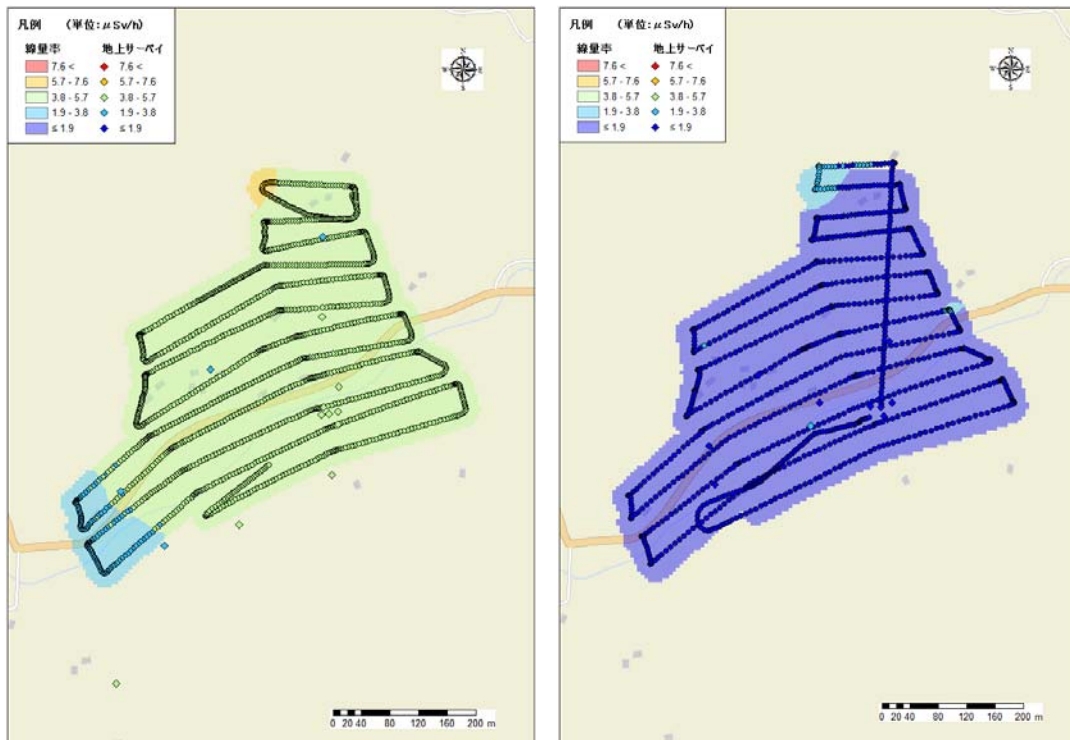 凡例 (単位: μSv/h)
線量率 地上サーベイ
7.6 < 7.6 <
5.7 - 7.6 5.7 - 7.6
3.8 - 5.7 3.8 - 5.7
1.9 - 3.8 1.9 - 3.8
≤ 1.9 ≤ 1.9
N
W E
S
0 20 40 80 120 160 200 m
凡例 (単位: μSv/h)
線量率 地上サーベイ
7.6 < 7.6 <
5.7 - 7.6 5.7 - 7.6
3.8 - 5.7 3.8 - 5.7
1.9 - 3.8 1.9 - 3.8
≤ 1.9 ≤ 1.9
N
W E
S
0 20 40 80 120 160 200 m